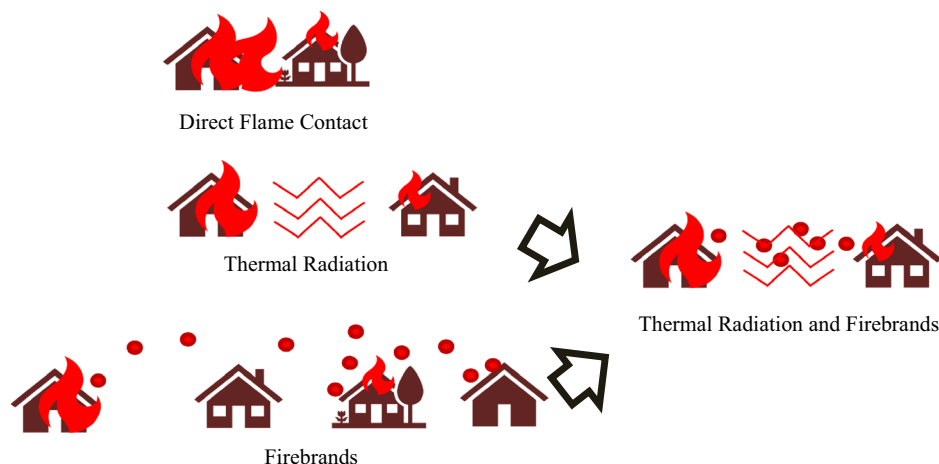 Direct Flame Contact
Thermal Radiation
Thermal Radiation and Firebrands
Firebrands